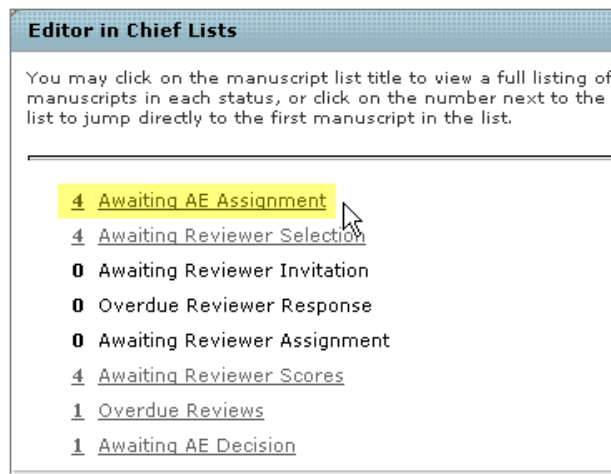 Editor in Chief Lists
You may click on the manuscript list title to view a full listing of
manuscripts in each status, or click on the number next to the
list to jump directly to the first manuscript in the list.
4 Awaiting AE Assignment
4 Awaiting Reviewer Selection
0 Awaiting Reviewer Invitation
0 Overdue Reviewer Response
0 Awaiting Reviewer Assignment
4 Awaiting Reviewer Scores
1 Overdue Reviews
1 Awaiting AE Decision